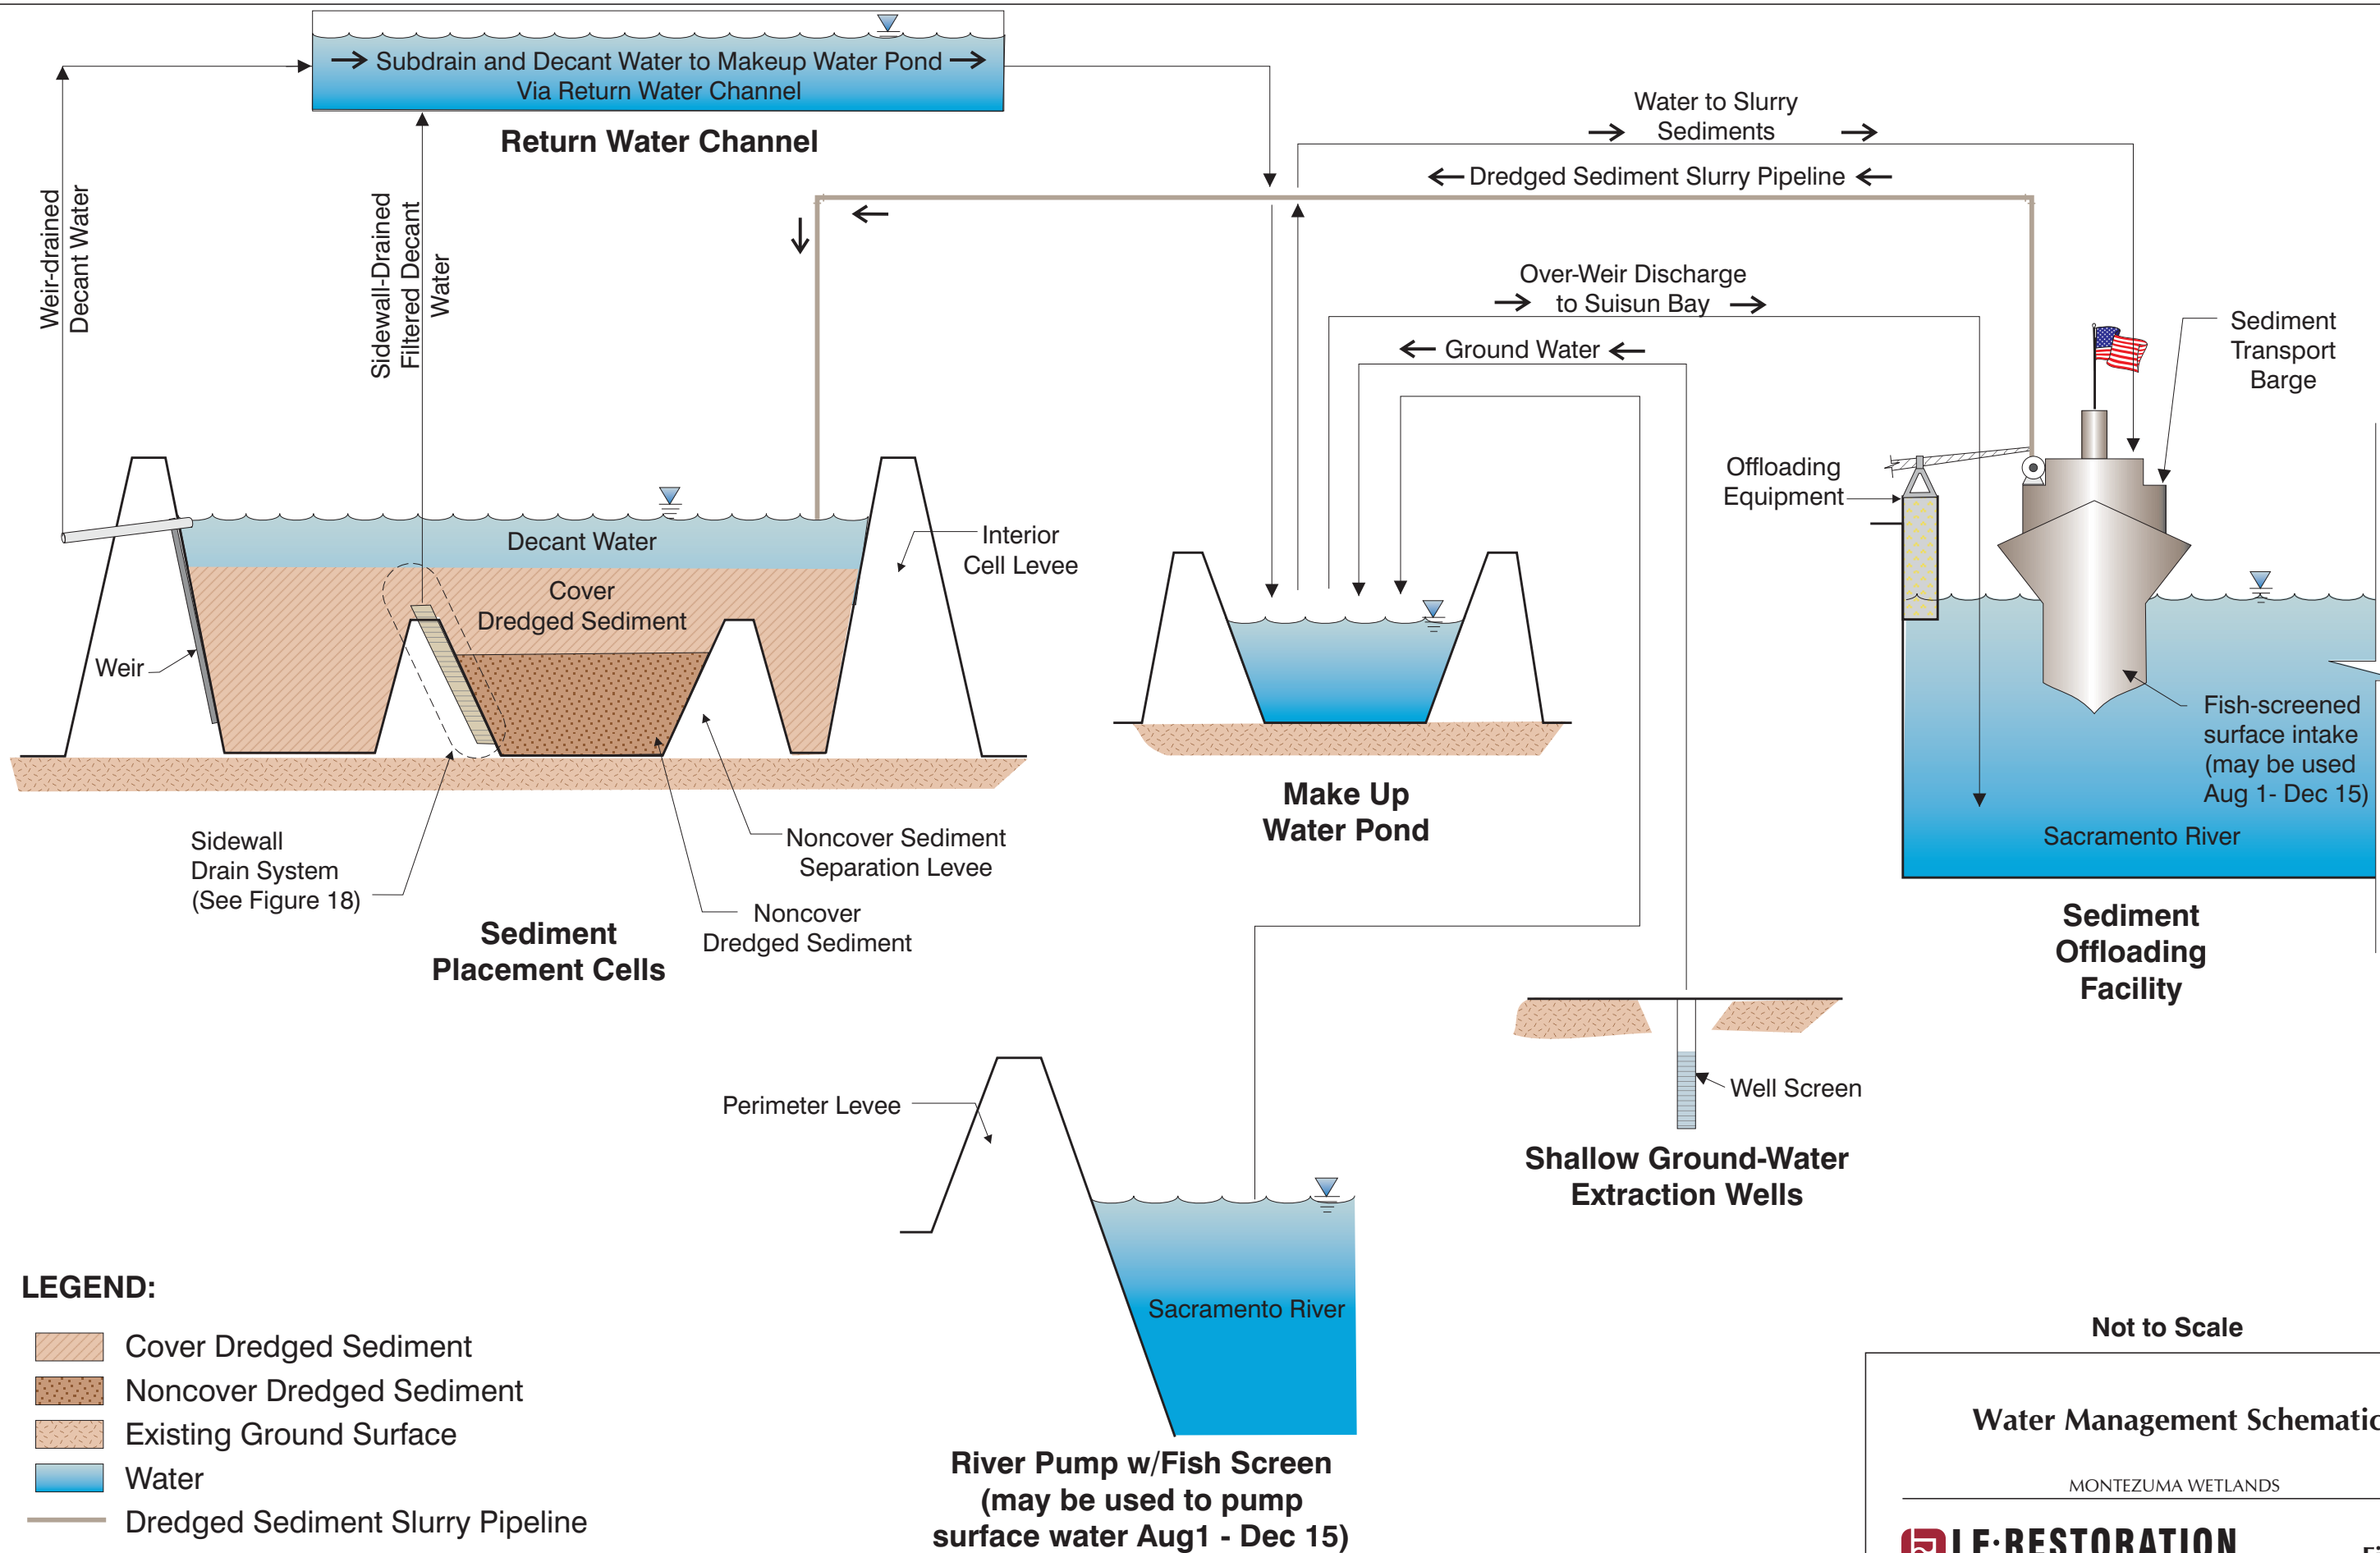 Subdrain and Decant Water to Makeup Water Pond
Via Return Water Channel
Return Water Channel
Weir-drained
Decant Water
Sidewall-Drained
Filtered Decant
Water
Water to Slurry
Sediments
Dredged Sediment Slurry Pipeline
Over-Weir Discharge
to Suisun Bay
Ground Water
Sediment
Transport
Barge
Offloading
Equipment
Decant Water
Interior
Cell Levee
Cover
Dredged Sediment
Weir
Fish-screened
surface intake
(may be used
Aug 1- Dec 15)
Sacramento River
Make Up
Water Pond
Sidewall
Drain System
(See Figure 18)
Noncover Sediment
Separation Levee
Noncover
Dredged Sediment
Sediment
Placement Cells
Sediment
Offloading
Facility
Perimeter Levee
Well Screen
Shallow Ground-Water
Extraction Wells
Sacramento River
River Pump w/Fish Screen
(may be used to pump
surface water Aug1 - Dec 15)
LEGEND:
Cover Dredged Sediment
Noncover Dredged Sediment
Existing Ground Surface
Water
Dredged Sediment Slurry Pipeline
Not to Scale
Water Management Schematic
MONTEZUMA WETLANDS
LF·RESTORATION